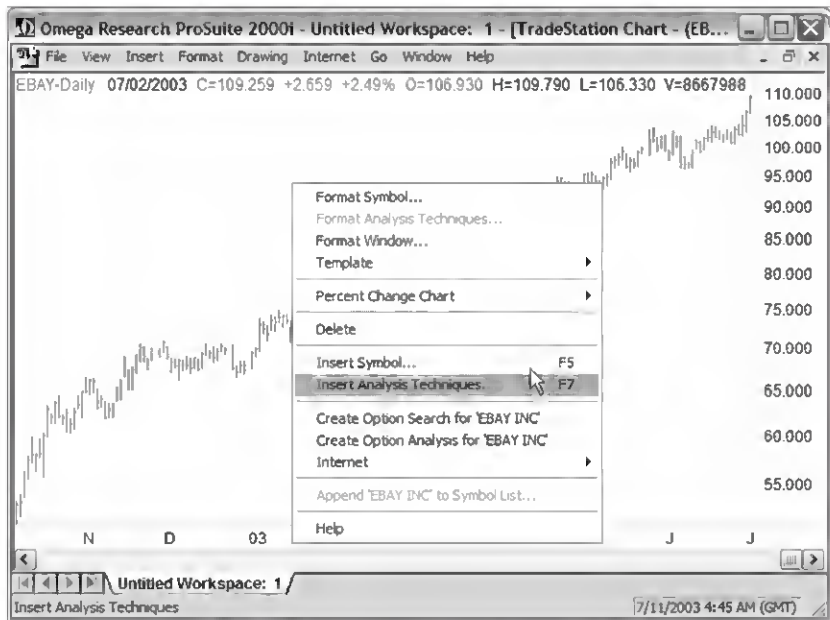 Omega Research ProSuite 2000i - Untitled Workspace: 1 - [TradeStation Chart - (EB...
File View Insert Format Drawing Internet Go Window Help
EBAY-Daily 07/02/2003 C=109.259 +2.659 +2.49% O=106.930 H=109.790 L=106.330 V=8667988
110.000
105.000
100.000
95.000
90.000
85.000
80.000
75.000
70.000
65.000
60.000
55.000
Format Symbol...
Format Analysis Techniques...
Format Window...
Template
Percent Change Chart
Delete
Insert Symbol... F5
Insert Analysis Techniques. F7
Create Option Search for 'EBAY INC'
Create Option Analysis for 'EBAY INC'
Internet
Append 'EBAY INC' to Symbol List...
Help
N D 03 J J
Untitled Workspace: 1
Insert Analysis Techniques 7/11/2003 4:45 AM (GMT)